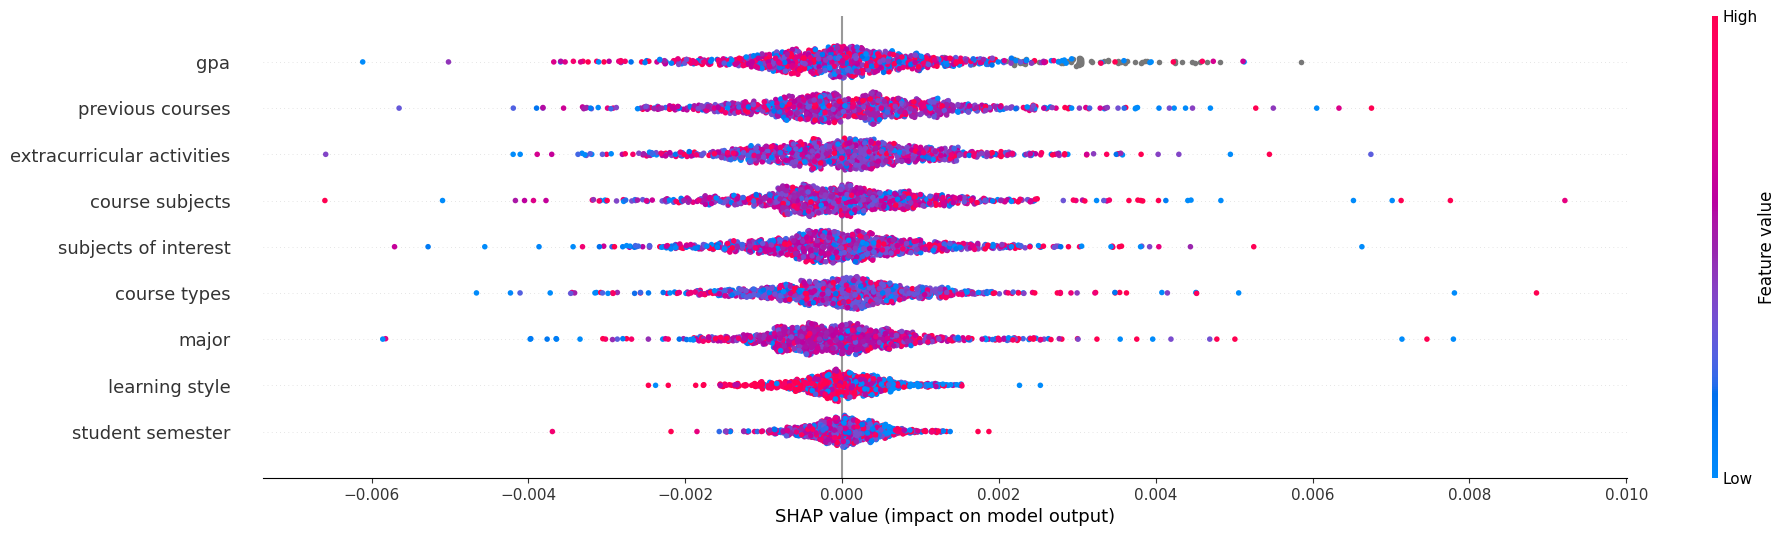 High
gpa
previous courses
extracurricular activities
course subjects
subjects of interest
course types
major
learning style
student semester
Feature value
Low
−0.006 −0.004 −0.002 0.000 0.002 0.004 0.006 0.008 0.010
SHAP value (impact on model output)